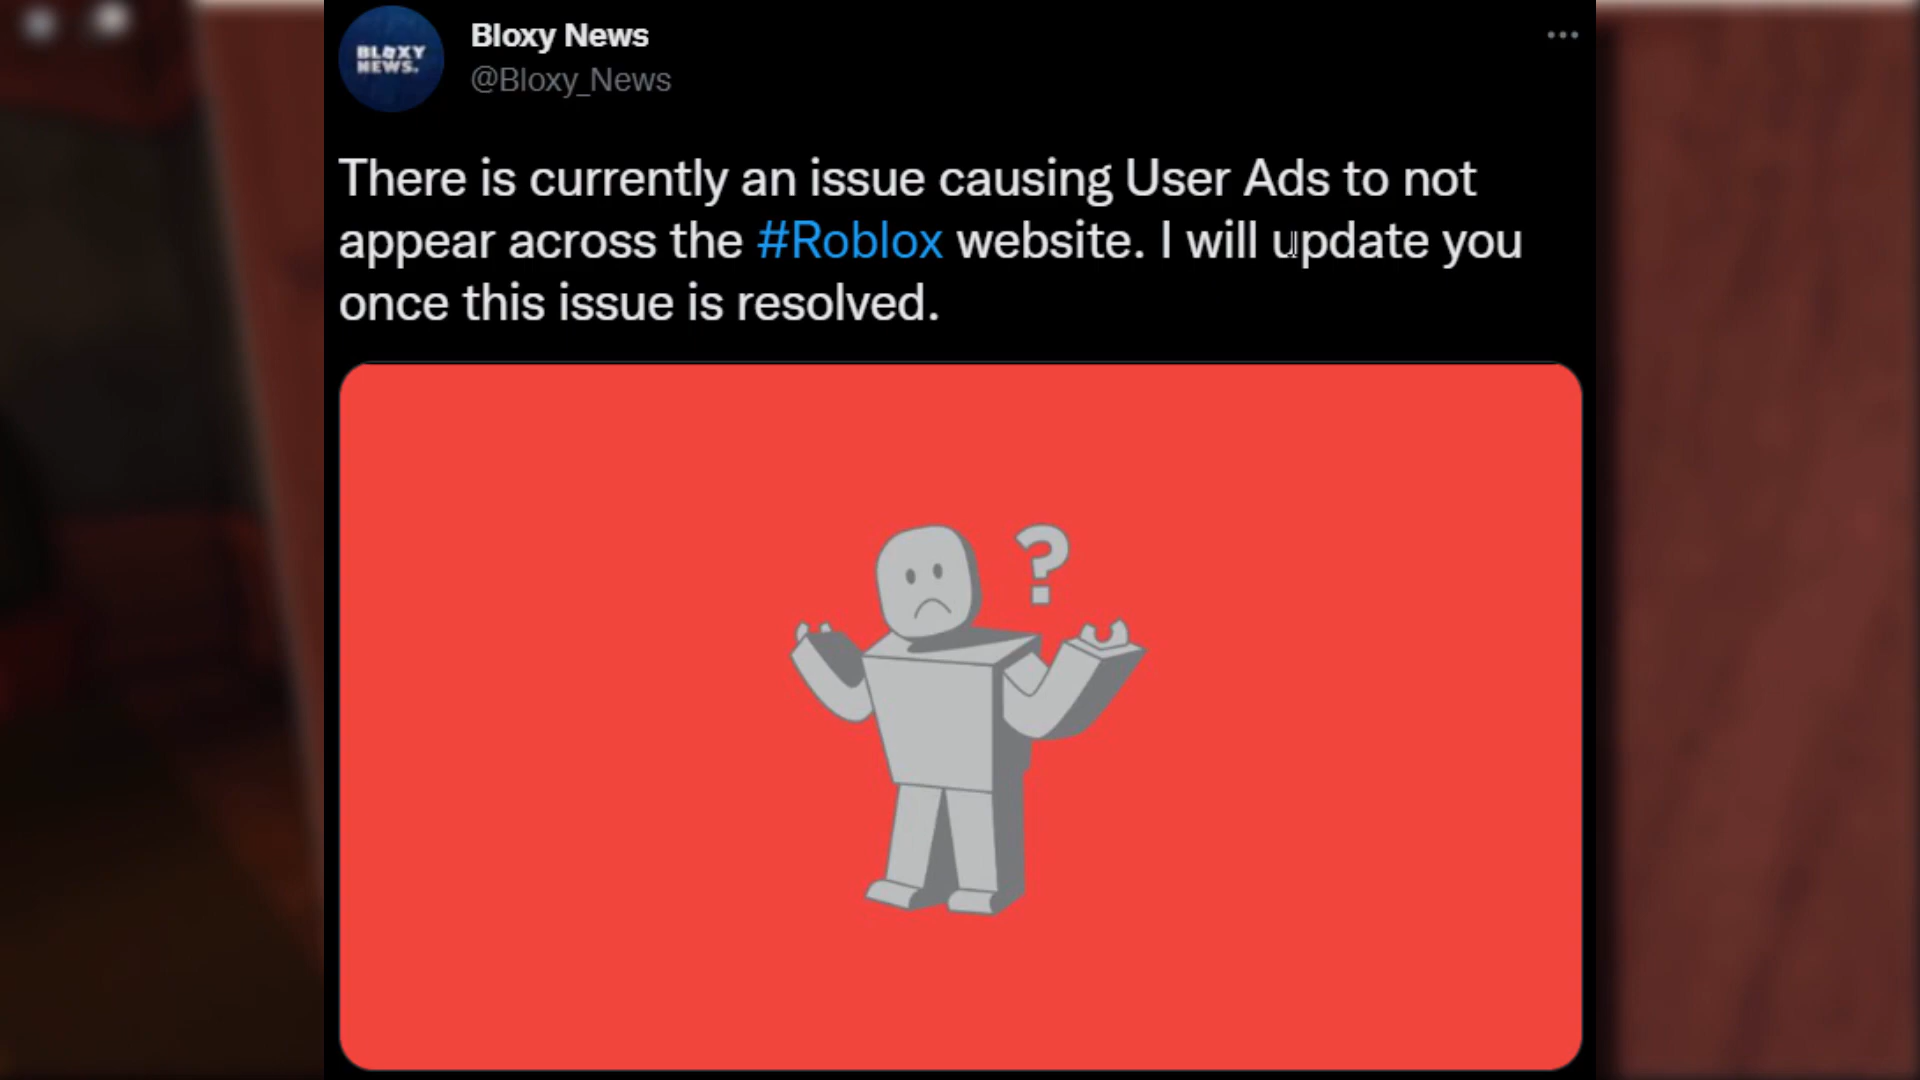 BLOXY
NEWS.
Bloxy News
@Bloxy_News
There is currently an issue causing User Ads to not
appear across the #Roblox website. I will update you
once this issue is resolved.
?